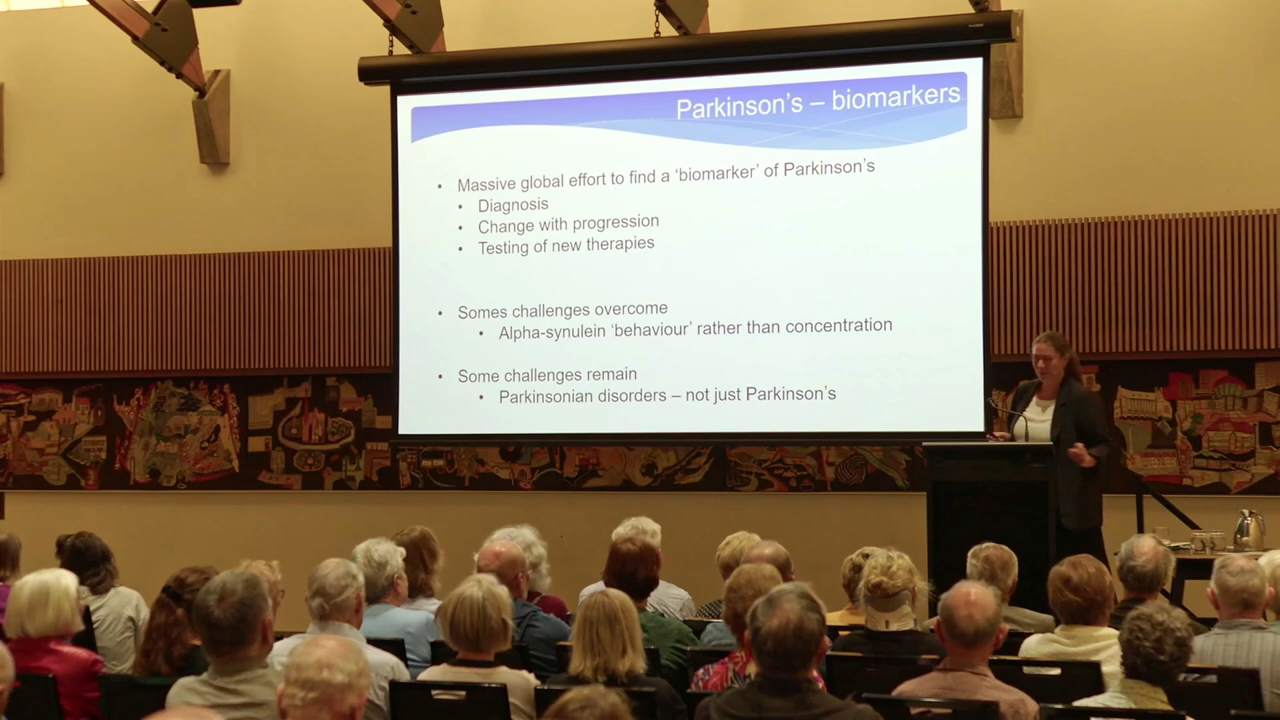 Parkinson's – biomarkers
• Massive global effort to find a 'biomarker' of Parkinson's
• Diagnosis
• Change with progression
• Testing of new therapies
• Somes challenges overcome
• Alpha-synulein 'behaviour' rather than concentration
• Some challenges remain
• Parkinsonian disorders – not just Parkinson's